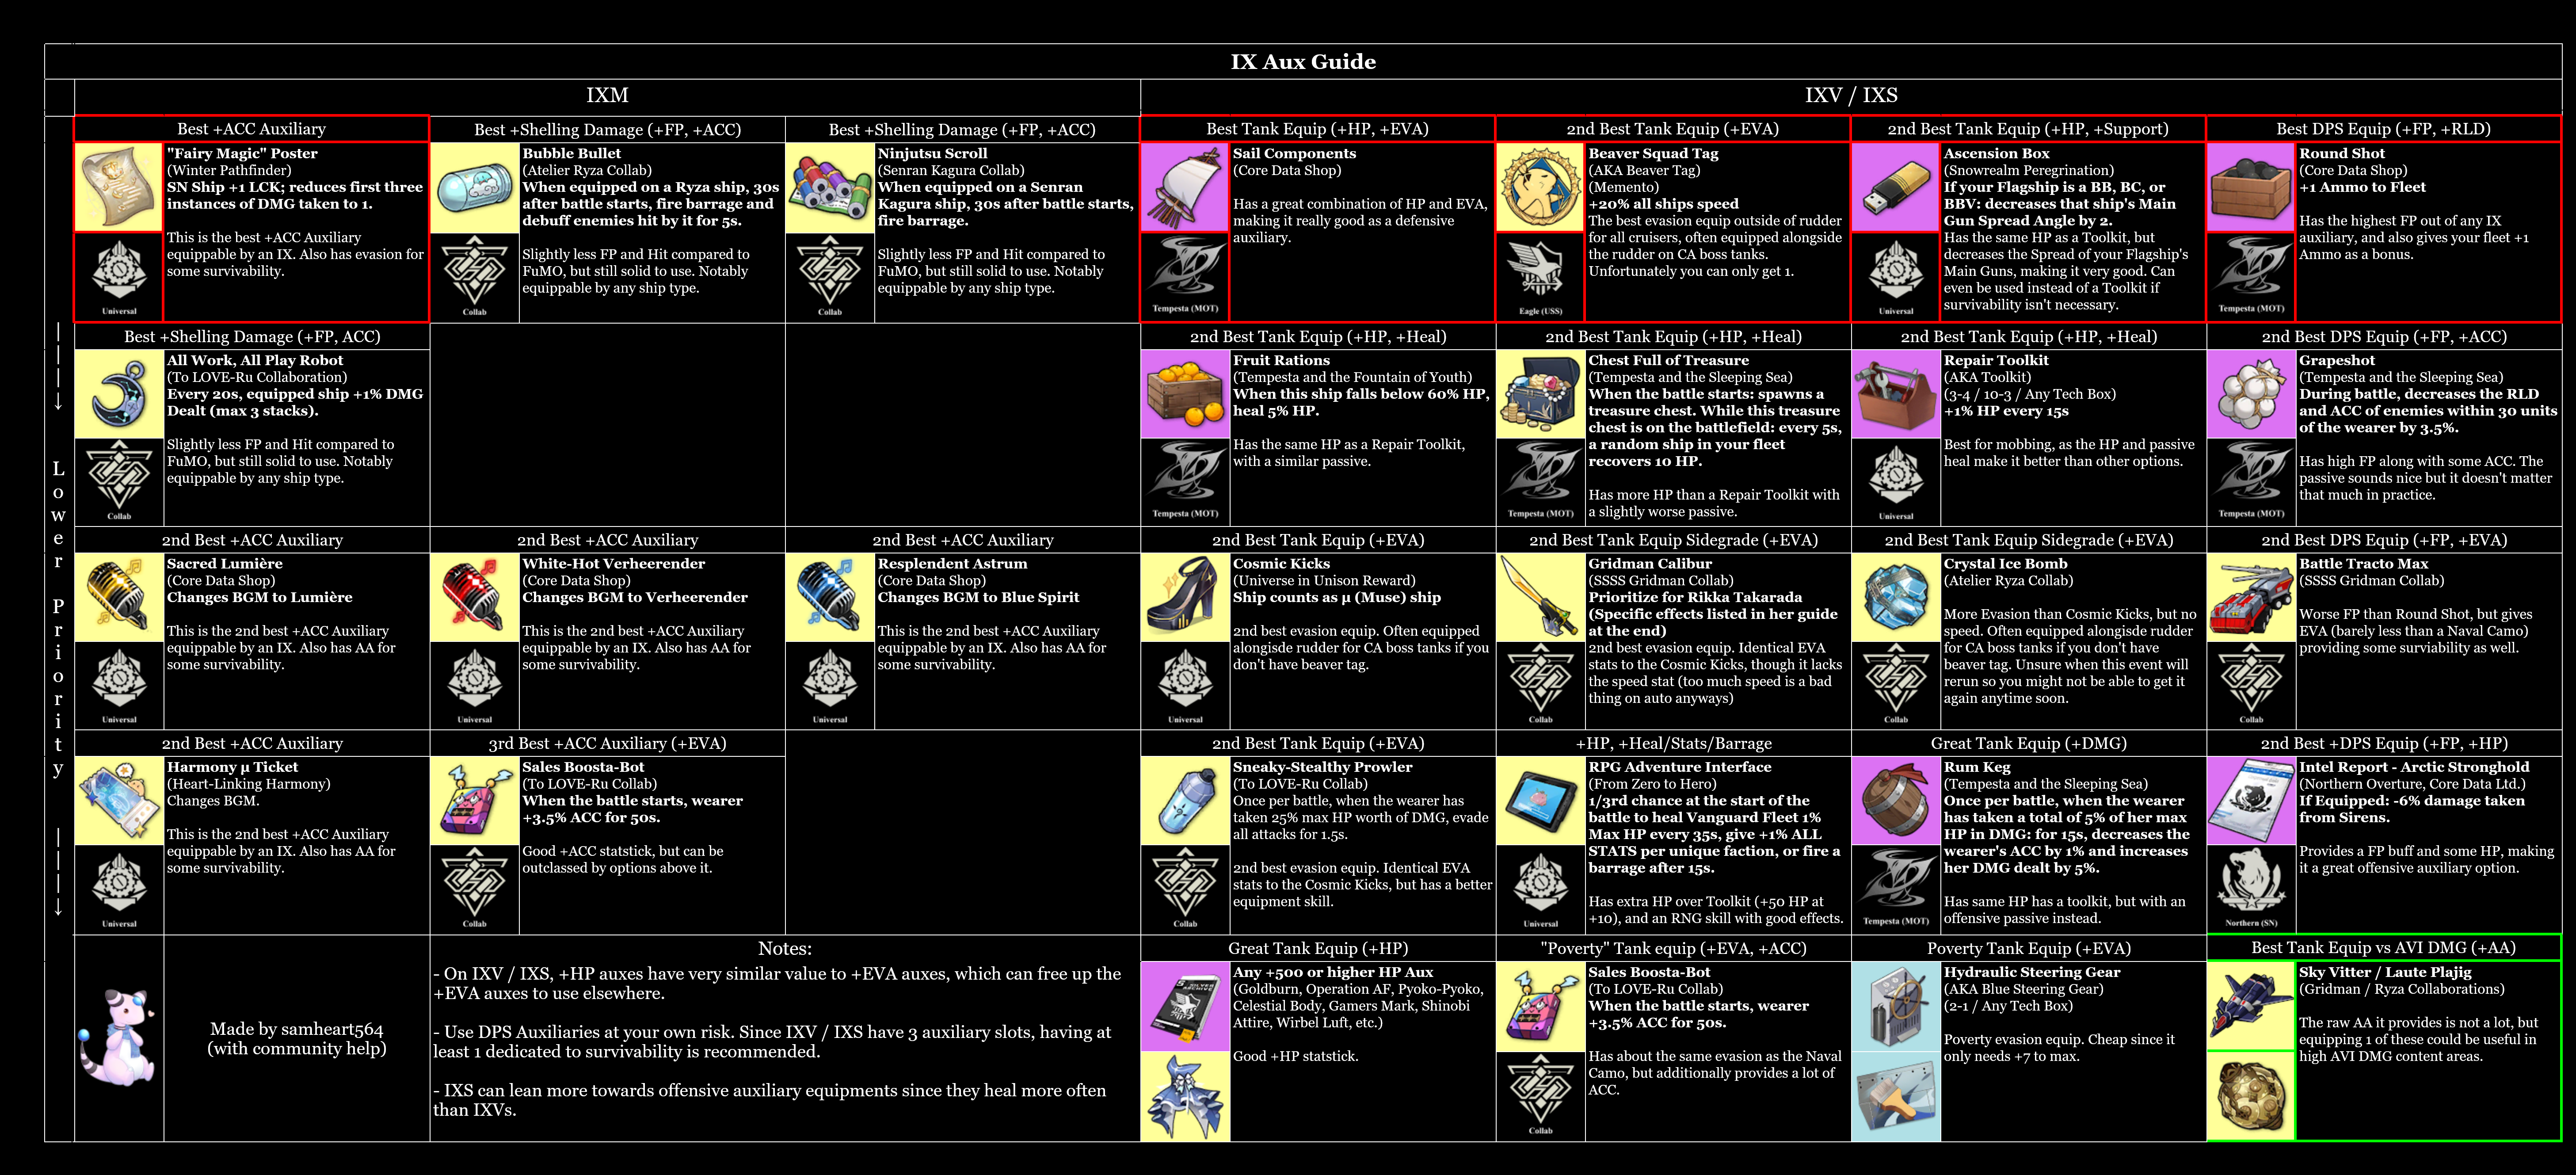 IX Aux Guide
IXM
IXV / IXS
Best +ACC Auxiliary
"Fairy Magic" Poster
(Winter Pathfinder)
SN Ship +1 LCK; reduces first three
instances of DMG taken to 1.
This is the best +ACC Auxiliary
equippable by an IX. Also has evasion for
some survivability.
Universal
Best +Shelling Damage (+FP, +ACC)
Bubble Bullet
(Atelier Ryza Collab)
When equipped on a Ryza ship, 30s
after battle starts, fire barrage and
debuff enemies hit by it for 5s.
Slightly less FP and Hit compared to
FuMO, but still solid to use. Notably
equippable by any ship type.
Collab
Best +Shelling Damage (+FP, +ACC)
Ninjutsu Scroll
(Senran Kagura Collab)
When equipped on a Senran
Kagura ship, 30s after battle starts,
fire barrage.
Slightly less FP and Hit compared to
FuMO, but still solid to use. Notably
equippable by any ship type.
Collab
Best Tank Equip (+HP, +EVA)
Sail Components
(Core Data Shop)
Has a great combination of HP and EVA,
making it really good as a defensive
auxiliary.
Tempesta (MOT)
2nd Best Tank Equip (+EVA)
Beaver Squad Tag
(AKA Beaver Tag)
(Memento)
+20% all ships speed
The best evasion equip outside of rudder
for all cruisers, often equipped alongside
the rudder on CA boss tanks.
Unfortunately you can only get 1.
Eagle (USS)
2nd Best Tank Equip (+HP, +Support)
Ascension Box
(Snowrealm Peregrination)
If your Flagship is a BB, BC, or
BBV: decreases that ship's Main
Gun Spread Angle by 2.
Has the same HP as a Toolkit, but
decreases the Spread of your Flagship's
Main Guns, making it very good. Can
even be used instead of a Toolkit if
survivability isn't necessary.
Universal
Best DPS Equip (+FP, +RLD)
Round Shot
(Core Data Shop)
+1 Ammo to Fleet
Has the highest FP out of any IX
auxiliary, and also gives your fleet +1
Ammo as a bonus.
Tempesta (MOT)
Lower Priority
Best +Shelling Damage (+FP, ACC)
All Work, All Play Robot
(To LOVE-Ru Collaboration)
Every 20s, equipped ship +1% DMG
Dealt (max 3 stacks).
Slightly less FP and Hit compared to
FuMO, but still solid to use. Notably
equippable by any ship type.
Collab
2nd Best Tank Equip (+HP, +Heal)
Fruit Rations
(Tempesta and the Fountain of Youth)
When this ship falls below 60% HP,
heal 5% HP.
Has the same HP as a Repair Toolkit,
with a similar passive.
Tempesta (MOT)
2nd Best Tank Equip (+HP, +Heal)
Chest Full of Treasure
(Tempesta and the Sleeping Sea)
When the battle starts: spawns a
treasure chest. While this treasure
chest is on the battlefield: every 5s,
a random ship in your fleet
recovers 10 HP.
Has more HP than a Repair Toolkit with
a slightly worse passive.
Tempesta (MOT)
2nd Best Tank Equip (+HP, +Heal)
Repair Toolkit
(AKA Toolkit)
(3-4 / 10-3 / Any Tech Box)
+1% HP every 15s
Best for mobbing, as the HP and passive
heal make it better than other options.
Universal
2nd Best DPS Equip (+FP, +ACC)
Grapeshot
(Tempesta and the Sleeping Sea)
During battle, decreases the RLD
and ACC of enemies within 30 units
of the wearer by 3.5%.
Has high FP along with some ACC. The
passive sounds nice but it doesn't matter
that much in practice.
Tempesta (MOT)
2nd Best +ACC Auxiliary
Sacred Lumière
(Core Data Shop)
Changes BGM to Lumière
This is the 2nd best +ACC Auxiliary
equippable by an IX. Also has AA for
some survivability.
Universal
2nd Best +ACC Auxiliary
White-Hot Verheerender
(Core Data Shop)
Changes BGM to Verheerender
This is the 2nd best +ACC Auxiliary
equippable by an IX. Also has AA for
some survivability.
Universal
2nd Best +ACC Auxiliary
Resplendent Astrum
(Core Data Shop)
Changes BGM to Blue Spirit
This is the 2nd best +ACC Auxiliary
equippable by an IX. Also has AA for
some survivability.
Universal
2nd Best Tank Equip (+EVA)
Cosmic Kicks
(Universe in Unison Reward)
Ship counts as µ (Muse) ship
2nd best evasion equip. Often equipped
alongisde rudder for CA boss tanks if you
don't have beaver tag.
Universal
2nd Best Tank Equip Sidegrade (+EVA)
Gridman Calibur
(SSSS Gridman Collab)
Prioritize for Rikka Takarada
(Specific effects listed in her guide
at the end)
2nd best evasion equip. Identical EVA
stats to the Cosmic Kicks, though it lacks
the speed stat (too much speed is a bad
thing on auto anyways)
Collab
2nd Best Tank Equip Sidegrade (+EVA)
Crystal Ice Bomb
(Atelier Ryza Collab)
More Evasion than Cosmic Kicks, but no
speed. Often equipped alongisde rudder
for CA boss tanks if you don't have
beaver tag. Unsure when this event will
rerun so you might not be able to get it
again anytime soon.
Collab
2nd Best DPS Equip (+FP, +EVA)
Battle Tracto Max
(SSSS Gridman Collab)
Worse FP than Round Shot, but gives
EVA (barely less than a Naval Camo)
providing some surviability as well.
Collab
2nd Best +ACC Auxiliary
Harmony µ Ticket
(Heart-Linking Harmony)
Changes BGM.
This is the 2nd best +ACC Auxiliary
equippable by an IX. Also has AA for
some survivability.
Universal
3rd Best +ACC Auxiliary (+EVA)
Sales Boosta-Bot
(To LOVE-Ru Collab)
When the battle starts, wearer
+3.5% ACC for 50s.
Good +ACC statstick, but can be
outclassed by options above it.
Collab
2nd Best Tank Equip (+EVA)
Sneaky-Stealthy Prowler
(To LOVE-Ru Collab)
Once per battle, when the wearer has
taken 25% max HP worth of DMG, evade
all attacks for 1.5s.
2nd best evasion equip. Identical EVA
stats to the Cosmic Kicks, but has a better
equipment skill.
Collab
+HP, +Heal/Stats/Barrage
RPG Adventure Interface
(From Zero to Hero)
1/3rd chance at the start of the
battle to heal Vanguard Fleet 1%
Max HP every 35s, give +1% ALL
STATS per unique faction, or fire a
barrage after 15s.
Has extra HP over Toolkit (+50 HP at
+10), and an RNG skill with good effects.
Universal
Great Tank Equip (+DMG)
Rum Keg
(Tempesta and the Sleeping Sea)
Once per battle, when the wearer
has taken a total of 5% of her max
HP in DMG: for 15s, decreases the
wearer's ACC by 1% and increases
her DMG dealt by 5%.
Has same HP has a toolkit, but with an
offensive passive instead.
Tempesta (MOT)
2nd Best +DPS Equip (+FP, +HP)
Intel Report - Arctic Stronghold
(Northern Overture, Core Data Ltd.)
If Equipped: -6% damage taken
from Sirens.
Provides a FP buff and some HP, making
it a great offensive auxiliary option.
Northern (SN)
Made by samheart564
(with community help)
Notes:
- On IXV / IXS, +HP auxes have very similar value to +EVA auxes, which can free up the
+EVA auxes to use elsewhere.
- Use DPS Auxiliaries at your own risk. Since IXV / IXS have 3 auxiliary slots, having at
least 1 dedicated to survivability is recommended.
- IXS can lean more towards offensive auxiliary equipments since they heal more often
than IXVs.
Great Tank Equip (+HP)
Any +500 or higher HP Aux
(Goldburn, Operation AF, Pyoko-Pyoko,
Celestial Body, Gamers Mark, Shinobi
Attire, Wirbel Luft, etc.)
Good +HP statstick.
"Poverty" Tank equip (+EVA, +ACC)
Sales Boosta-Bot
(To LOVE-Ru Collab)
When the battle starts, wearer
+3.5% ACC for 50s.
Has about the same evasion as the Naval
Camo, but additionally provides a lot of
ACC.
Collab
Poverty Tank Equip (+EVA)
Hydraulic Steering Gear
(AKA Blue Steering Gear)
(2-1 / Any Tech Box)
Poverty evasion equip. Cheap since it
only needs +7 to max.
Best Tank Equip vs AVI DMG (+AA)
Sky Vitter / Laute Plajig
(Gridman / Ryza Collaborations)
The raw AA it provides is not a lot, but
equipping 1 of these could be useful in
high AVI DMG content areas.